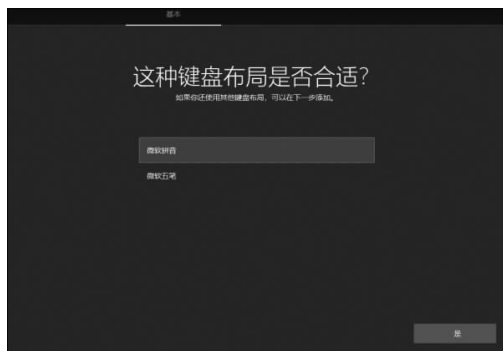 基本
这种键盘布局是否合适?
如果你还使用其他键盘布局，可以在下一步添加。
微软拼音
微软五笔
是